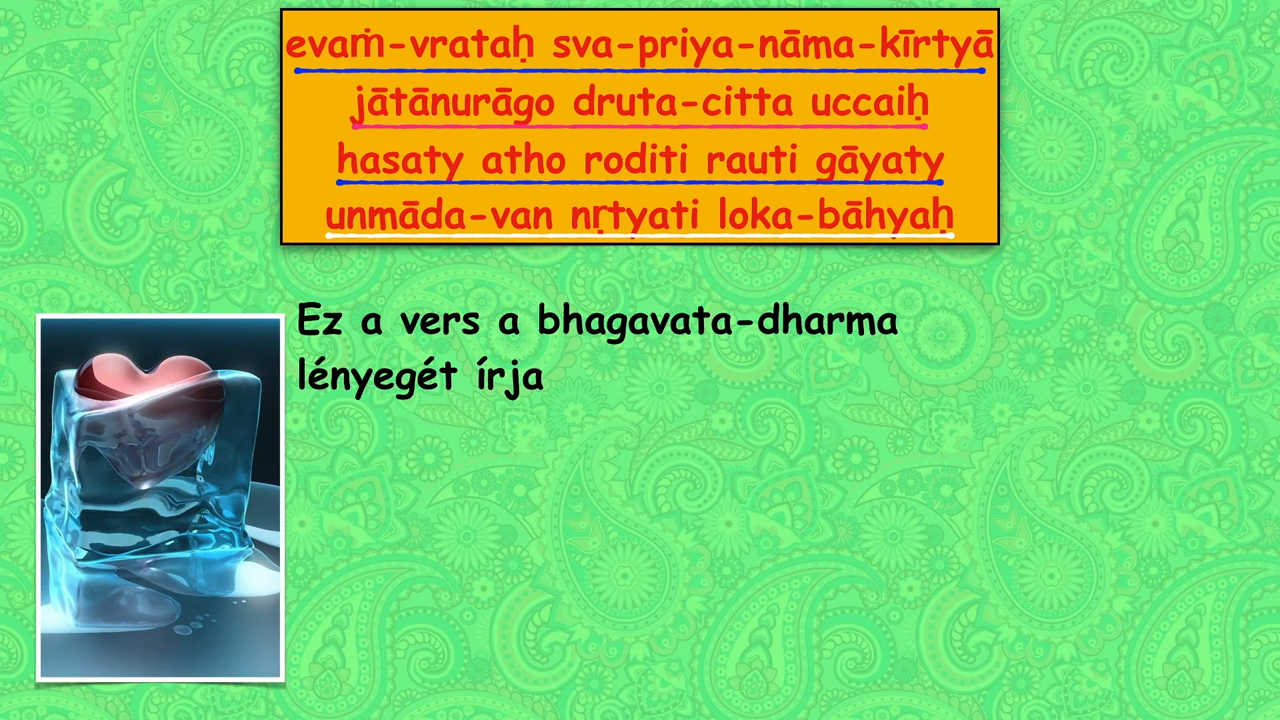 evaṁ-vrataḥ sva-priya-nāma-kīrtyā
jātānurāgo druta-citta uccaiḥ
hasaty atho roditi rauti gāyaty
unmāda-van nṛtyati loka-bāhyaḥ
Ez a vers a bhagavata-dharma
lényegét írja